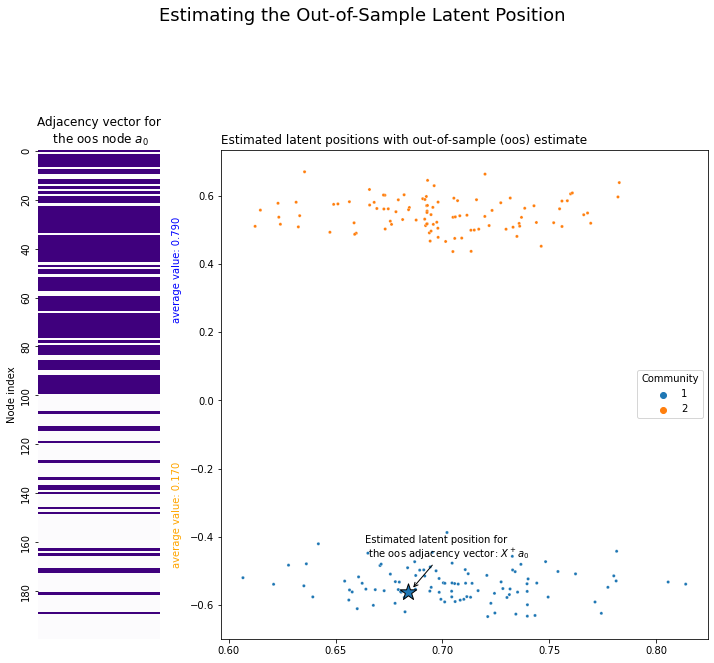 Estimating the Out-of-Sample Latent Position
Adjacency vector for
the oos node a₀
Node index
0
20
40
60
80
100
120
140
160
180
average value: 0.790
average value: 0.170
Estimated latent positions with out-of-sample (oos) estimate
0.6
0.4
0.2
0.0
−0.2
−0.4
−0.6
0.60
0.65
0.70
0.75
0.80
Community
1
2
Estimated latent position for
the oos adjacency vector: X⁺a₀